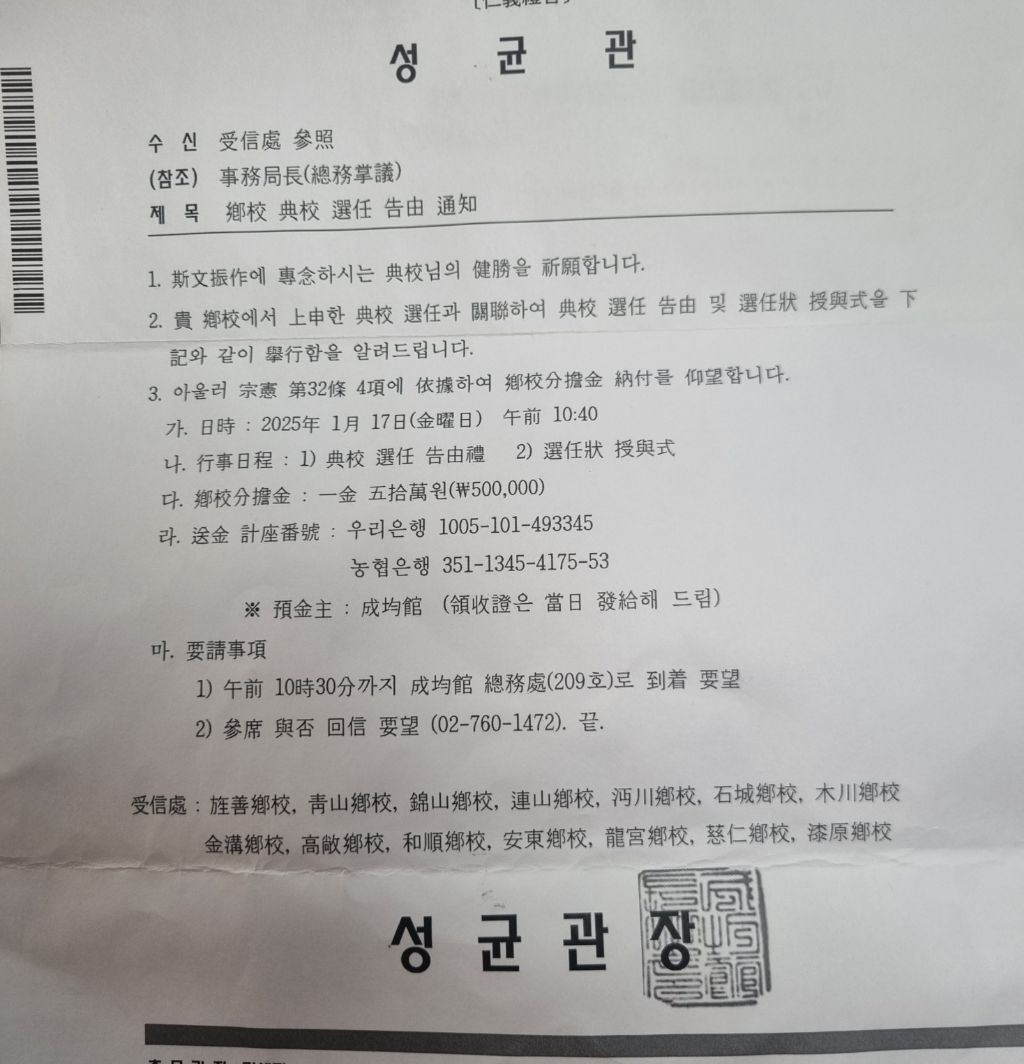 성 균 관
수 신 受信處 參照
(참조) 事務局長(總務掌議)
제 목 鄕校 典校 選任 告由 通知
1. 斯文振作에 專念하시는 典校님의 健勝을 祈願합니다.
2. 貴 鄕校에서 上申한 典校 選任과 關聯하여 典校 選任 告由 및 選任狀 授與式을 下
記와 같이 擧行함을 알려드립니다.
3. 아울러 宗憲 第32條 4項에 依據하여 鄕校分擔金 納付를 仰望합니다.
가. 日時 : 2025年 1月 17日(金曜日) 午前 10:40
나. 行事日程 : 1) 典校 選任 告由禮 2) 選任狀 授與式
다. 鄕校分擔金 : 一金 五拾萬원(₩500,000)
라. 送金 計座番號 : 우리은행 1005-101-493345
농협은행 351-1345-4175-53
※ 預金主 : 成均館 (領收證은 當日 發給해 드림)
마. 要請事項
1) 午前 10時30分까지 成均館 總務處(209호)로 到着 要望
2) 參席 與否 回信 要望 (02-760-1472). 끝.
受信處 : 旌善鄕校, 靑山鄕校, 錦山鄕校, 連山鄕校, 沔川鄕校, 石城鄕校, 木川鄕校
金溝鄕校, 高敞鄕校, 和順鄕校, 安東鄕校, 龍宮鄕校, 慈仁鄕校, 漆原鄕校
성 균 관 장